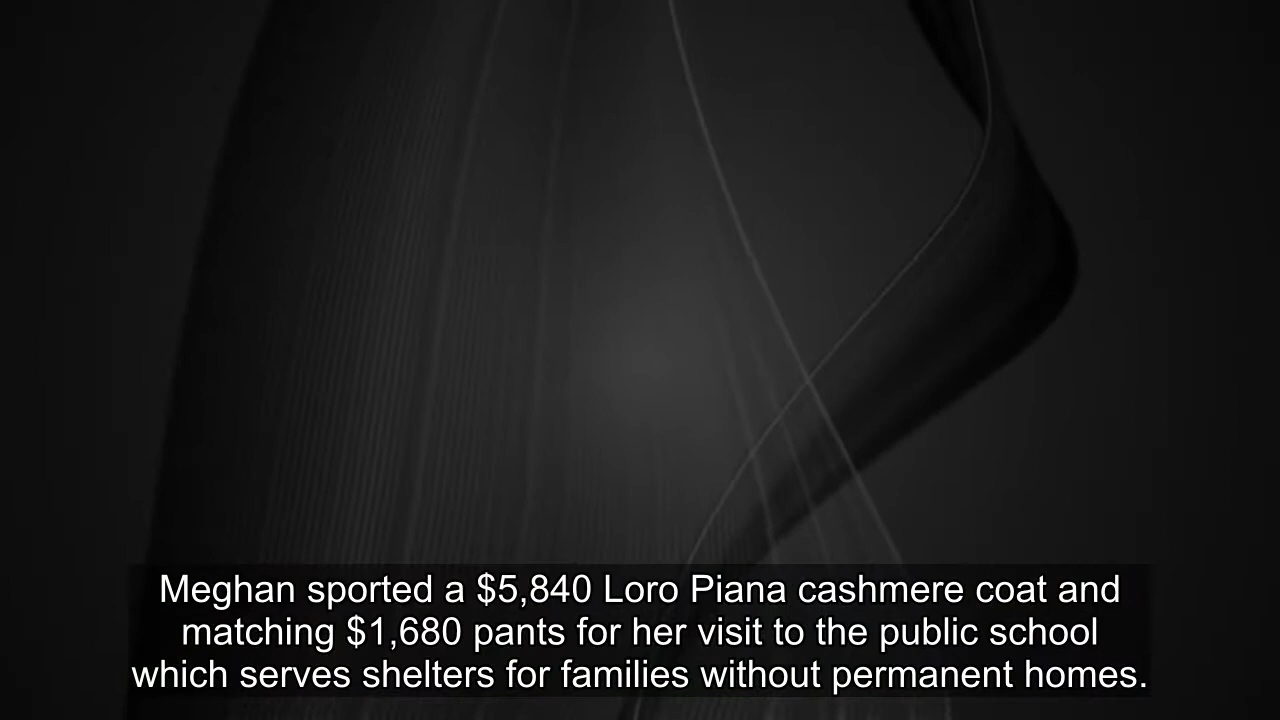 Meghan sported a $5,840 Loro Piana cashmere coat and
matching $1,680 pants for her visit to the public school
which serves shelters for families without permanent homes.